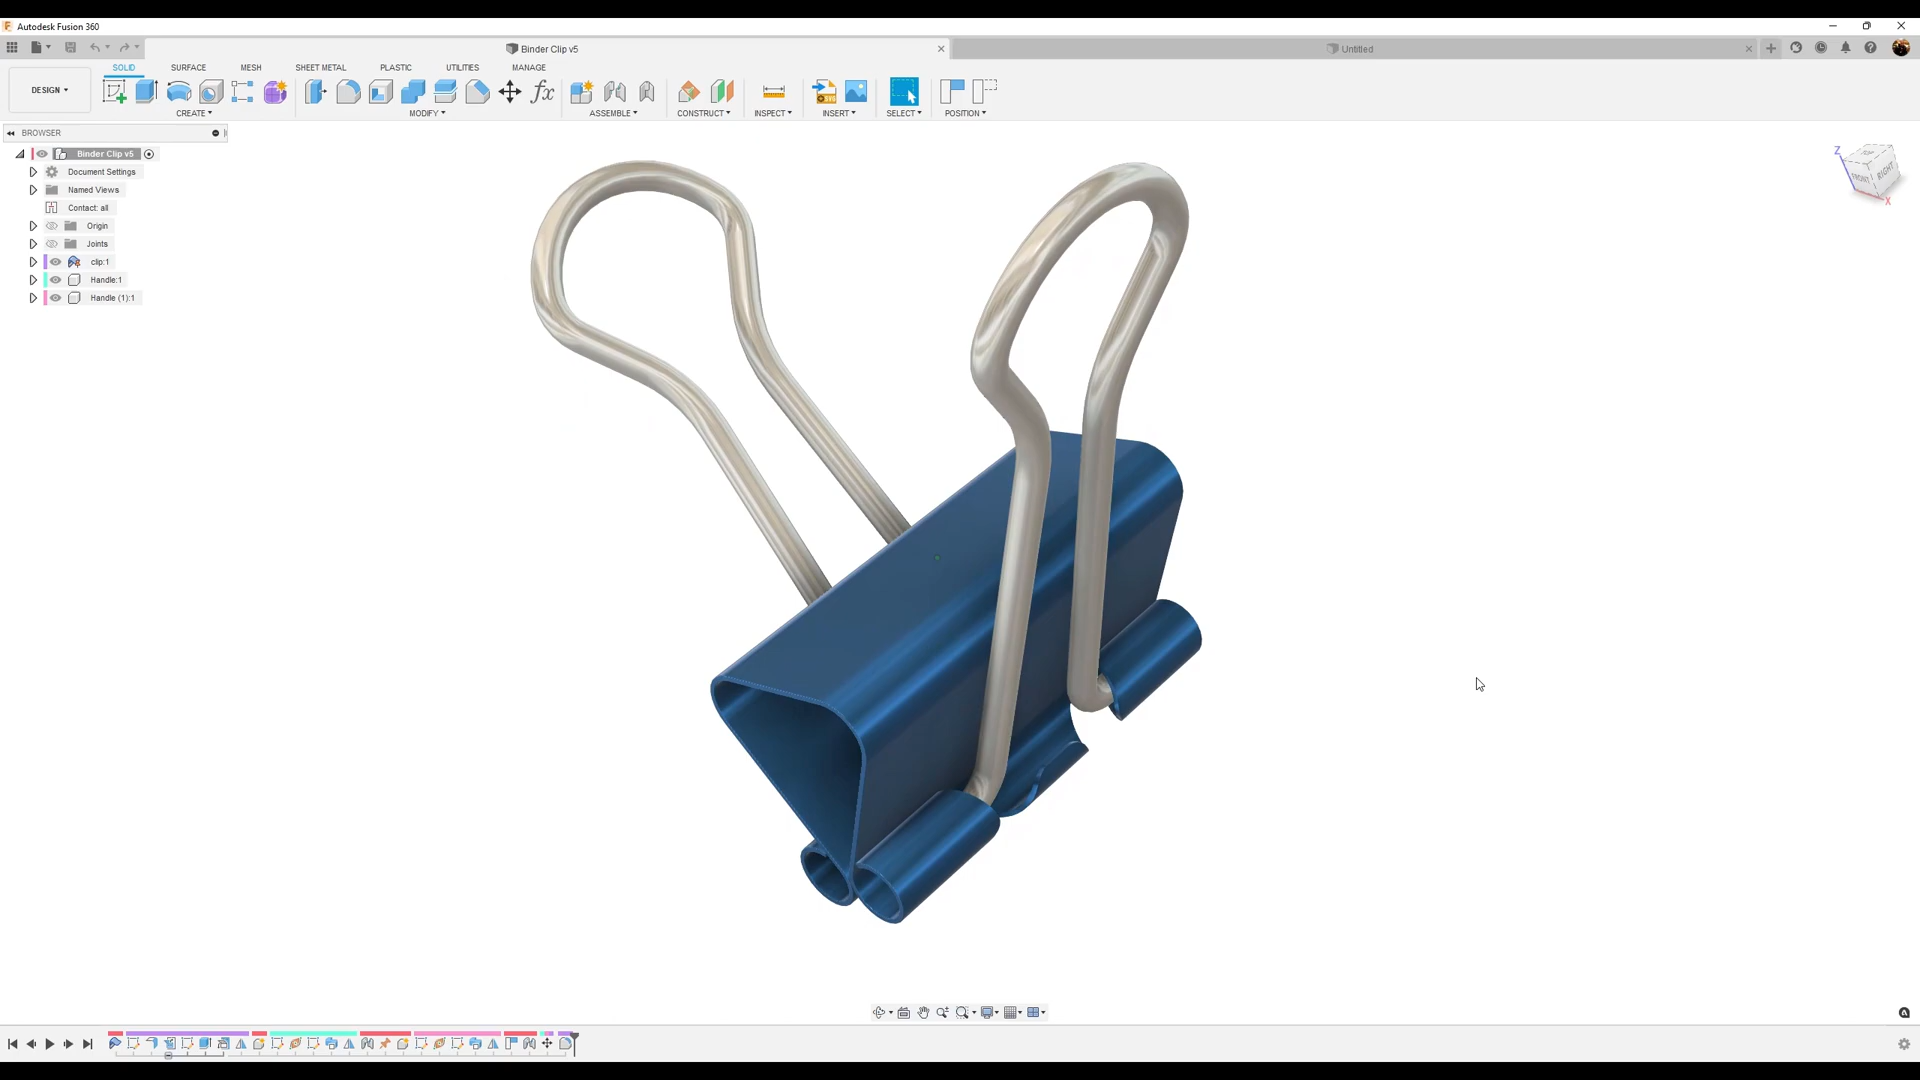 Autodesk Fusion 360
Binder Clip v5
Untitled
SOLID SURFACE MESH SHEET METAL PLASTIC UTILITIES MANAGE
DESIGN
CREATE MODIFY ASSEMBLE CONSTRUCT INSPECT INSERT SELECT POSITION
BROWSER
Binder Clip v5
Document Settings
Named Views
Contact: all
Origin
Joints
clip:1
Handle:1
Handle (1):1
Z
FRONT
RIGHT
X